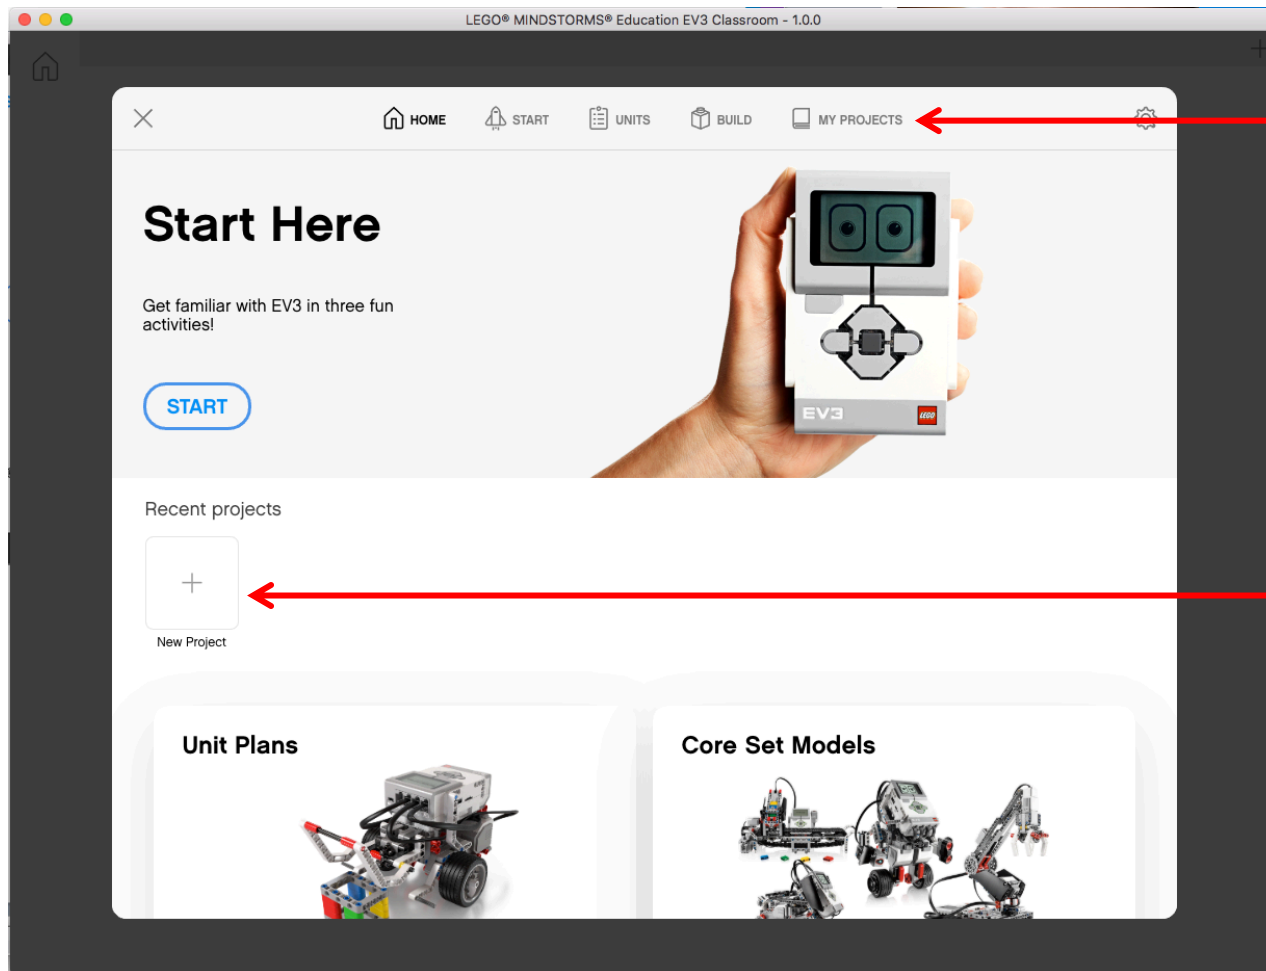 LEGO® MINDSTORMS® Education EV3 Classroom - 1.0.0
HOME
START
UNITS
BUILD
MY PROJECTS
Start Here
Get familiar with EV3 in three fun
activities!
START
EV3
LEGO
Recent projects
New Project
Unit Plans
Core Set Models